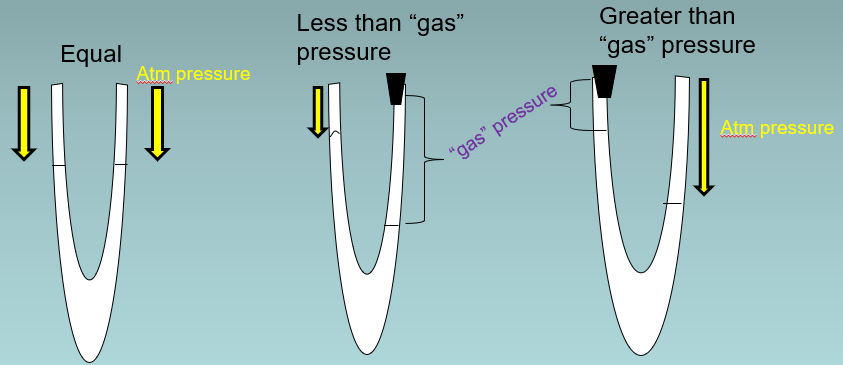 Equal
Atm pressure
Less than “gas”
pressure
“gas” pressure
Greater than
“gas” pressure
Atm pressure